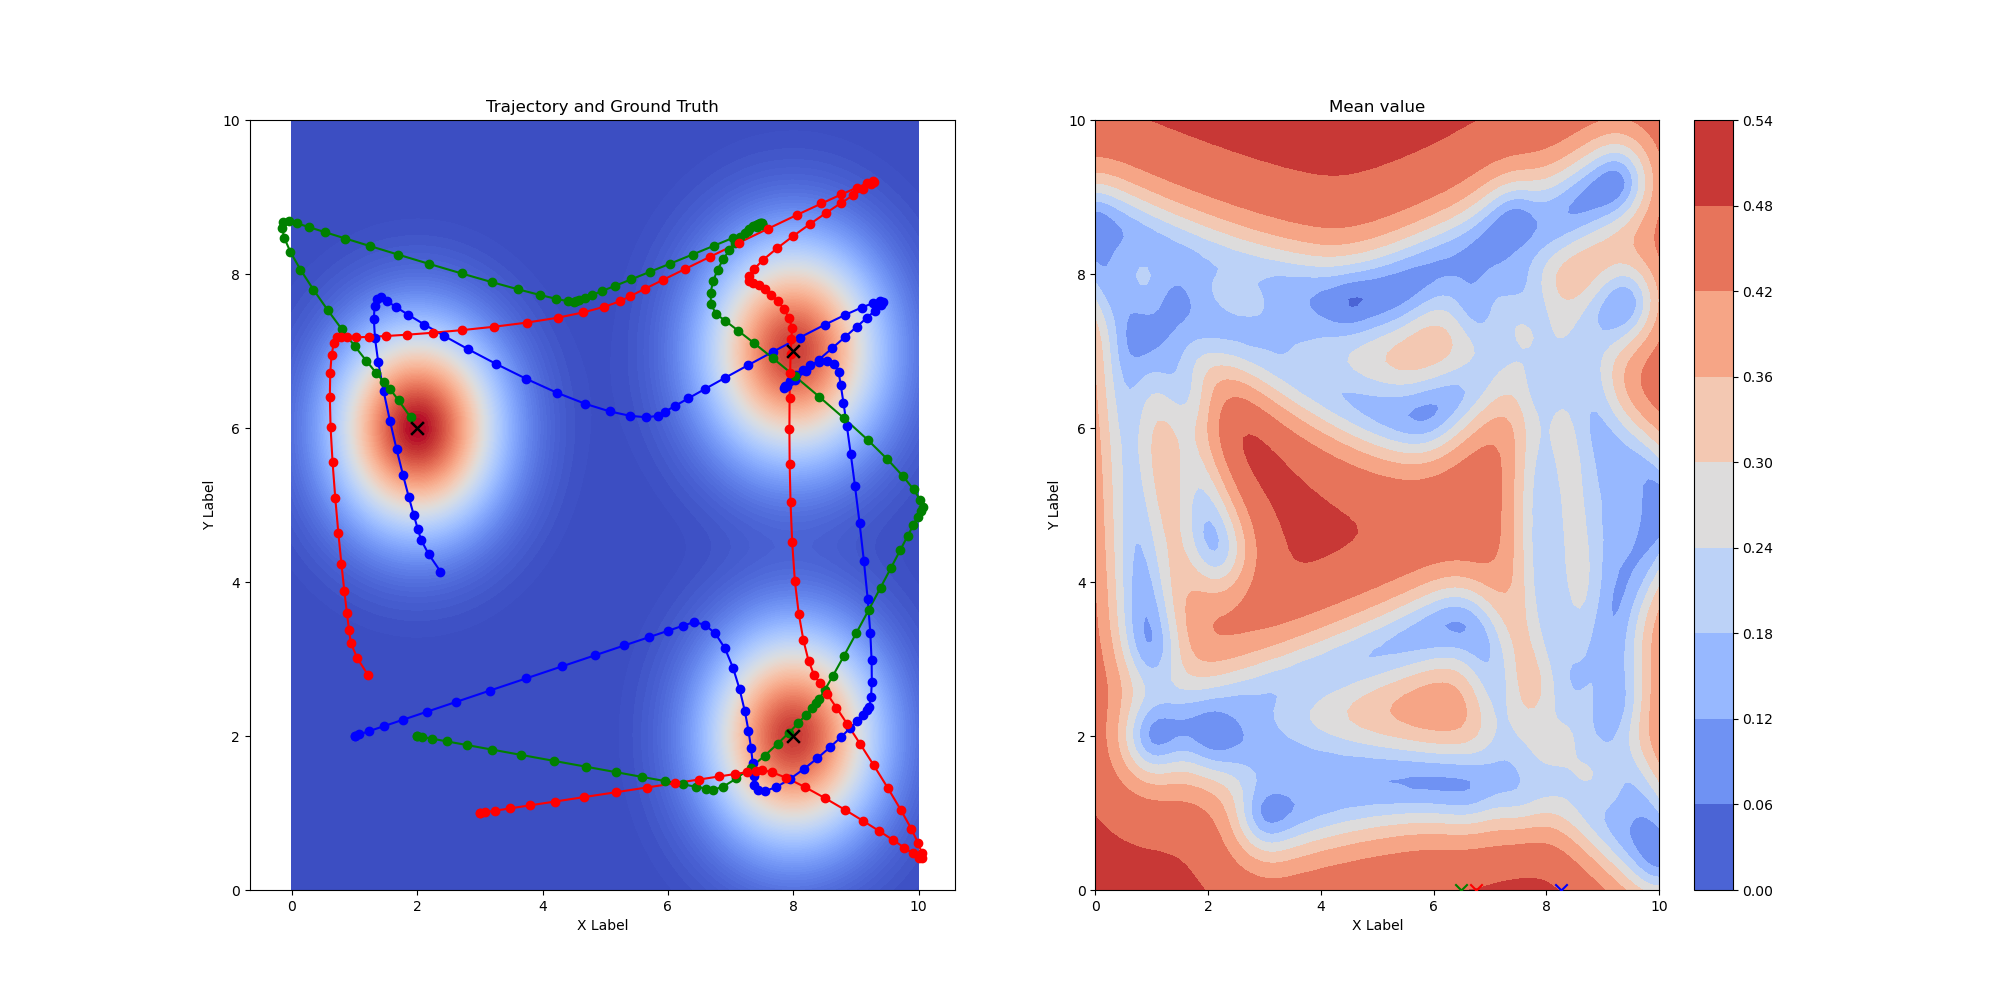 Trajectory and Ground Truth
10
8
6
4
2
0
Y Label
0 2 4 6 8 10
X Label
Mean value
10
8
6
4
2
0
Y Label
0 2 4 6 8 10
X Label
0.54
0.48
0.42
0.36
0.30
0.24
0.18
0.12
0.06
0.00